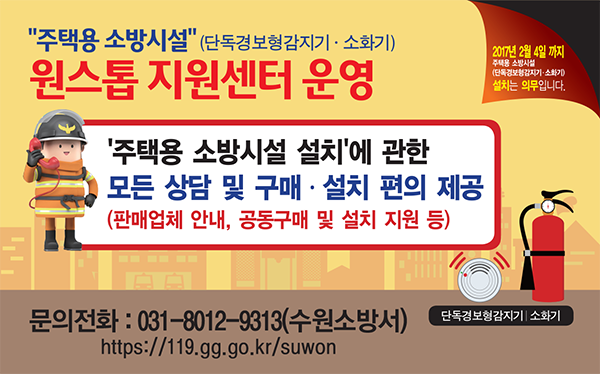 "주택용 소방시설" (단독경보형감지기 · 소화기)
원스톱 지원센터 운영
2017년 2월 4일 까지
주택용 소방시설
(단독경보형감지기·소화기)
설치는 의무입니다.
'주택용 소방시설 설치'에 관한
모든 상담 및 구매 · 설치 편의 제공
(판매업체 안내, 공동구매 및 설치 지원 등)
문의전화 : 031-8012-9313(수원소방서)
https://119.gg.go.kr/suwon
단독경보형감지기 | 소화기